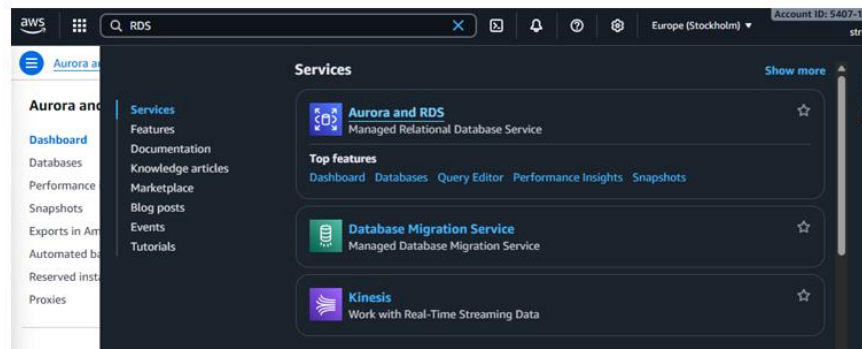 aws
RDS
Europe (Stockholm)
Account ID: 5407-1
str
Aurora a
Aurora and
Dashboard
Databases
Performance
Snapshots
Exports in Am
Automated ba
Reserved insta
Proxies
Services
Features
Documentation
Knowledge articles
Marketplace
Blog posts
Events
Tutorials
Services
Show more
Aurora and RDS
Managed Relational Database Service
Top features
Dashboard Databases Query Editor Performance Insights Snapshots
Database Migration Service
Managed Database Migration Service
Kinesis
Work with Real-Time Streaming Data